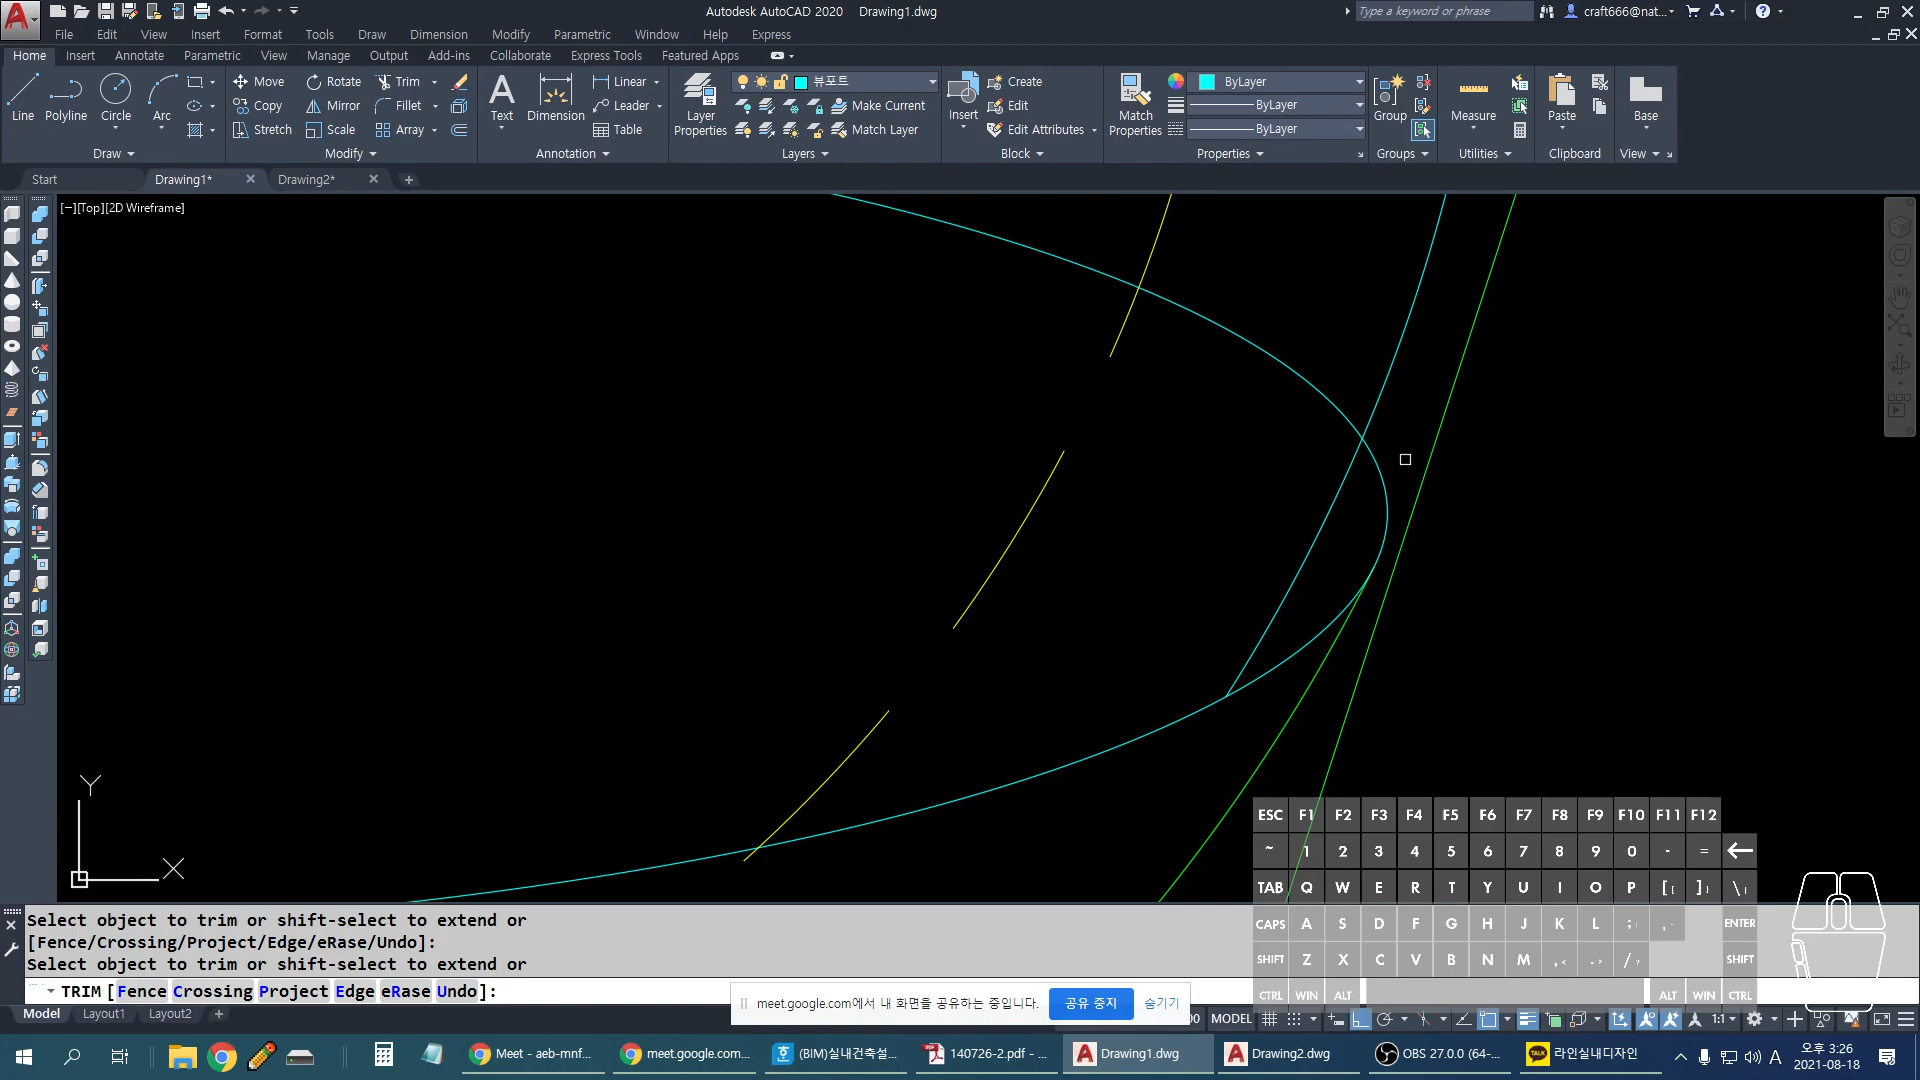 Autodesk AutoCAD 2020 Drawing1.dwg
Type a keyword or phrase
craft666@nat...
File Edit View Insert Format Tools Draw Dimension Modify Parametric Window Help Express
Home Insert Annotate Parametric View Manage Output Collaborate Express Tools Featured Apps
Line Polyline Circle Arc
Move Rotate Trim
Copy Mirror Fillet
Stretch Scale Array
Text Dimension
Linear
Leader
Table
Layer Properties
뷰포트
Make Current
Match Layer
Insert
Create
Edit
Edit Attributes
Match Properties
ByLayer
ByLayer
ByLayer
Group
Measure
Paste
Base
Draw Modify Annotation Layers Block Properties Groups Utilities Clipboard View
Start Drawing1* Drawing2*
[−][Top][2D Wireframe]
Y
X
ESC F1 F2 F3 F4 F5 F6 F7 F8 F9 F10 F11 F12
~ 1 2 3 4 5 6 7 8 9 0 - =
TAB Q W E R T Y U I O P [ { ] } \ |
CAPS A S D F G H J K L ; : , " ENTER
SHIFT Z X C V B N M , < . > / ? SHIFT
CTRL WIN ALT ALT WIN CTRL
Select object to trim or shift-select to extend or
[Fence/Crossing/Project/Edge/eRase/Undo]:
Select object to trim or shift-select to extend or
TRIM [Fence Crossing Project Edge eRase Undo]:
meet.google.com에서 내 화면을 공유하는 중입니다. 공유 중지 숨기기
Model Layout1 Layout2
MODEL
1:1
Meet - aeb-mnf... meet.google.com... (BIM)실내건축설... 140726-2.pdf - ... Drawing1.dwg Drawing2.dwg OBS 27.0.0 (64-... 라인실내디자인
A
오후 3:26
2021-08-18